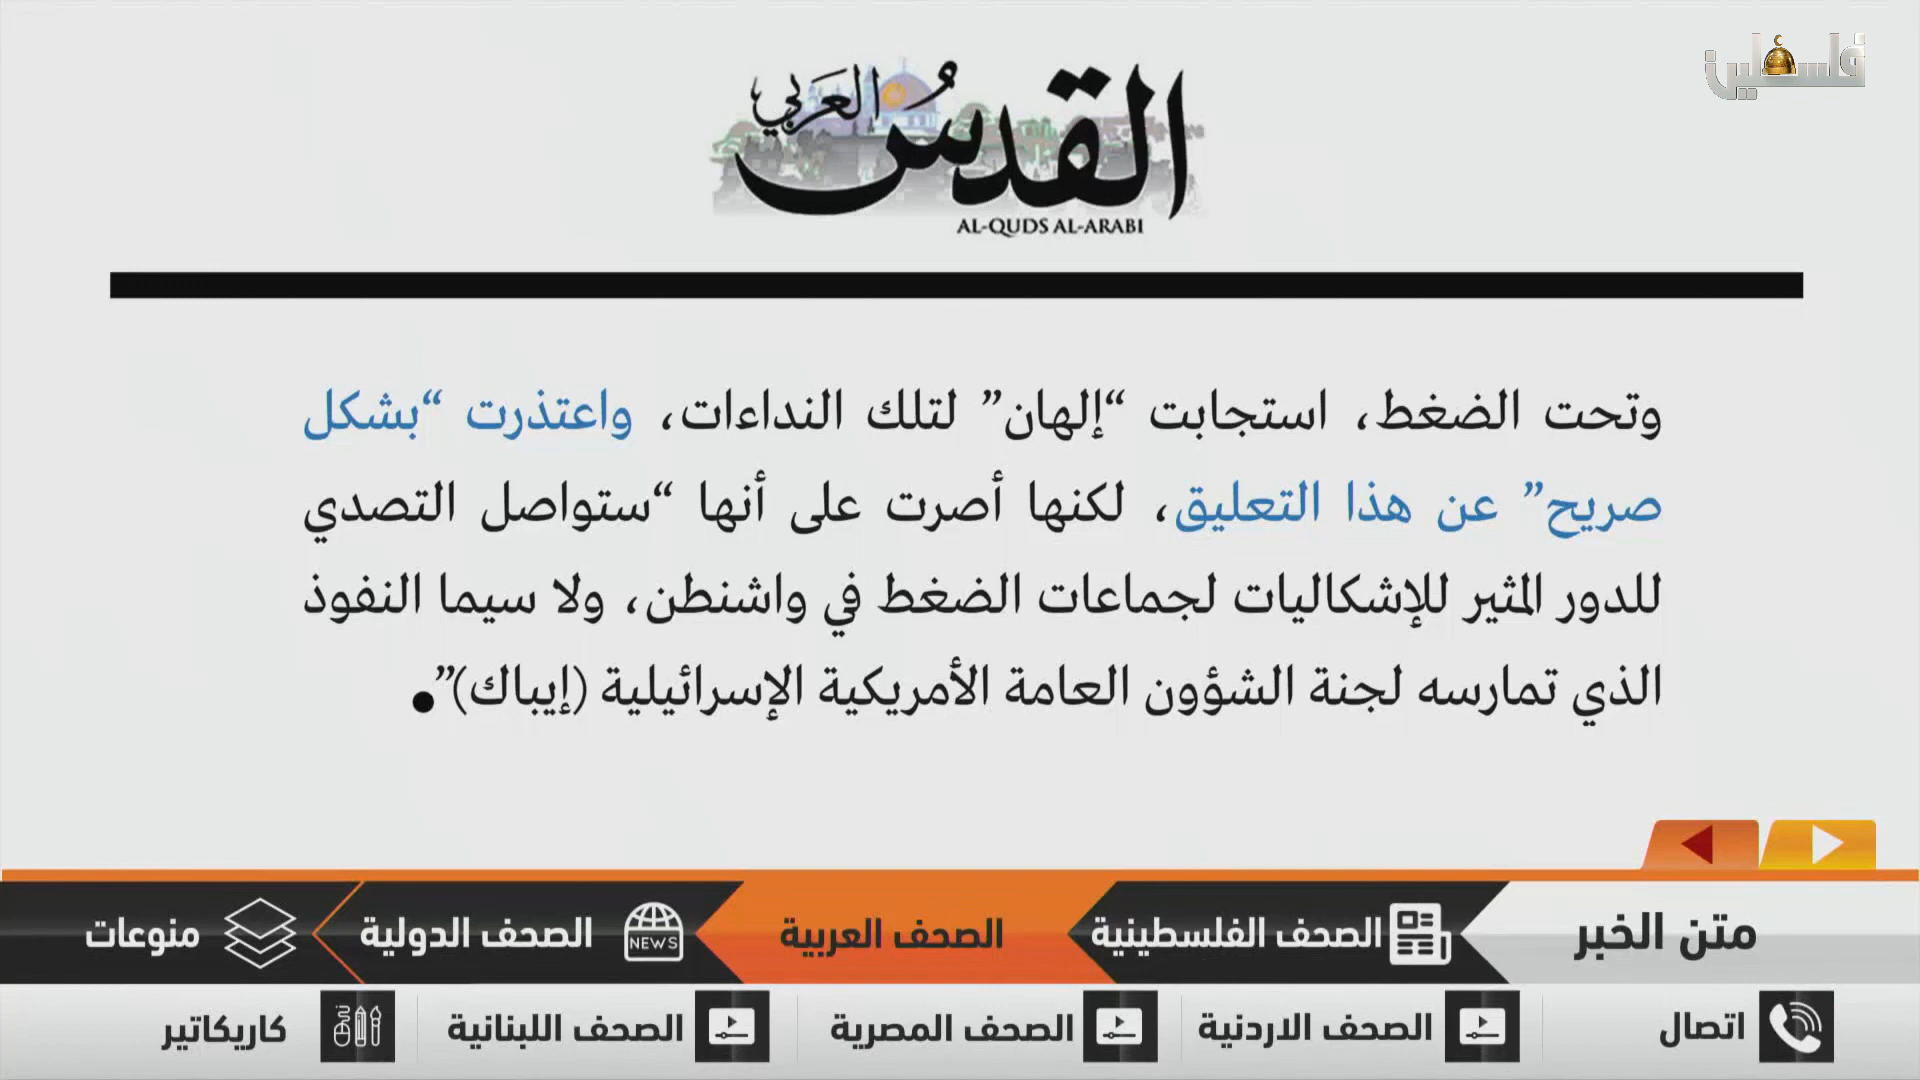 فلسطين
القدس العربي
AL-QUDS AL-ARABI
وتحت الضغط، استجابت “إلهان” لتلك النداءات، واعتذرت “بشكل
صريح” عن هذا التعليق، لكنها أصرت على أنها “ستواصل التصدي
للدور المثير للإشكاليات لجماعات الضغط في واشنطن، ولا سيما النفوذ
الذي تمارسه لجنة الشؤون العامة الأمريكية الإسرائيلية (إيباك)”●
متن الخبر
الصحف الفلسطينية
الصحف العربية
NEWS
الصحف الدولية
منوعات
اتصال
الصحف الاردنية
الصحف المصرية
الصحف اللبنانية
كاريكاتير